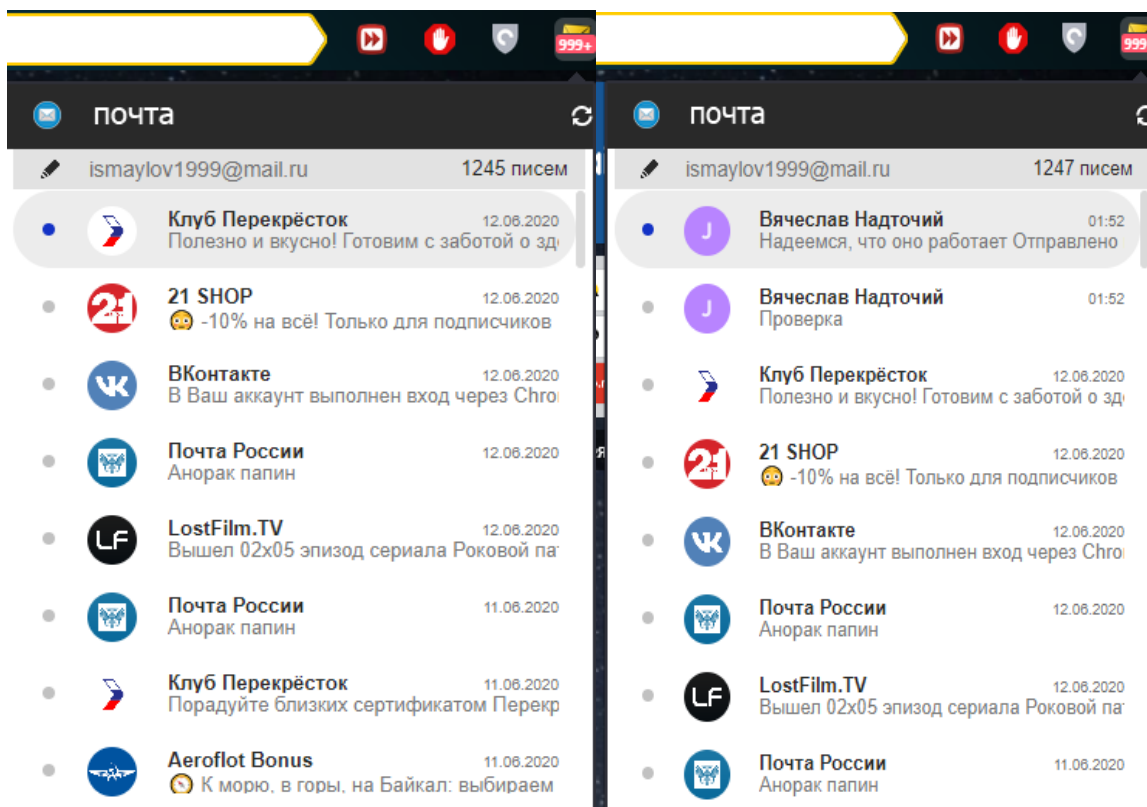 999+
почта
ismaylov1999@mail.ru 1245 писем
Клуб Перекрёсток 12.06.2020
Полезно и вкусно! Готовим с заботой о
21 SHOP 12.06.2020
21
-10% на всё! Только для подписчиков
ВКонтакте 12.06.2020
В Ваш аккаунт выполнен вход через
Почта России 12.06.2020
Анорак папин
LostFilm.TV 12.06.2020
LF
Вышел 02x05 эпизод сериала Роковой
Почта России 11.06.2020
Анорак папин
Клуб Перекрёсток 11.06.2020
Порадуйте близких сертификатом
Aeroflot Bonus 11.06.2020
К морю, в горы, на Байкал: выбираем
999
почта
ismaylov1999@mail.ru 1247 писем
Вячеслав Надточий 01:52
J
Надеемся, что оно работает Отправлено
Вячеслав Надточий 01:52
J
Проверка
Клуб Перекрёсток 12.06.2020
Полезно и вкусно! Готовим с заботой о
21 SHOP 12.06.2020
21
-10% на всё! Только для подписчиков
ВКонтакте 12.06.2020
В Ваш аккаунт выполнен вход через
Почта России 12.06.2020
Анорак папин
LostFilm.TV 12.06.2020
LF
Вышел 02x05 эпизод сериала Роковой
Почта России 11.06.2020
Анорак папин